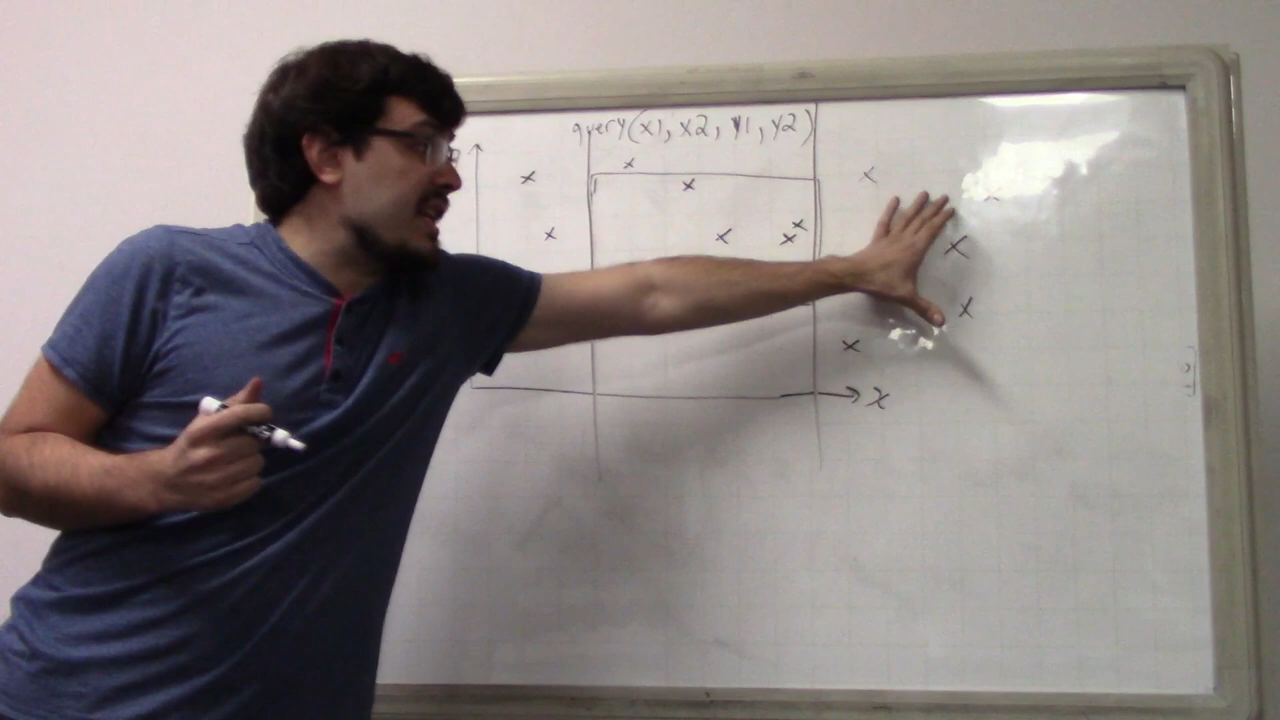 query(x1, x2, y1, y2)
x